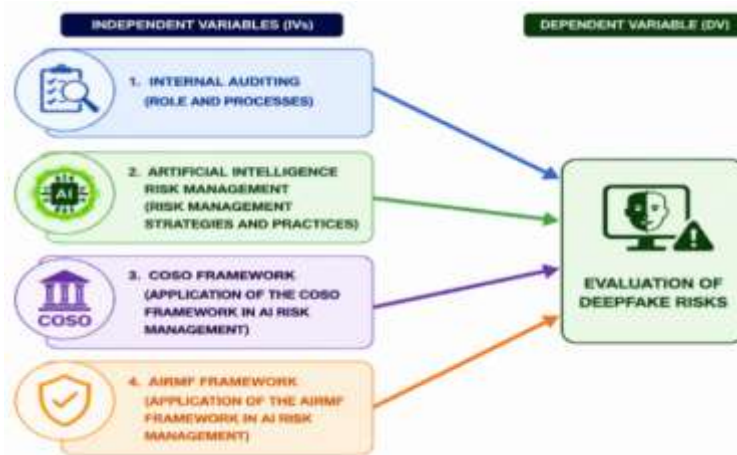 INDEPENDENT VARIABLES (IVs)
DEPENDENT VARIABLE (DV)
1. INTERNAL AUDITING
(ROLE AND PROCESSES)
AI
2. ARTIFICIAL INTELLIGENCE
RISK MANAGEMENT
(RISK MANAGEMENT
STRATEGIES AND PRACTICES)
COSO
3. COSO FRAMEWORK
(APPLICATION OF THE COSO
FRAMEWORK IN AI RISK
MANAGEMENT)
4. AIRMF FRAMEWORK
(APPLICATION OF THE AIRMF
FRAMEWORK IN AI RISK
MANAGEMENT)
EVALUATION OF
DEEPFAKE RISKS